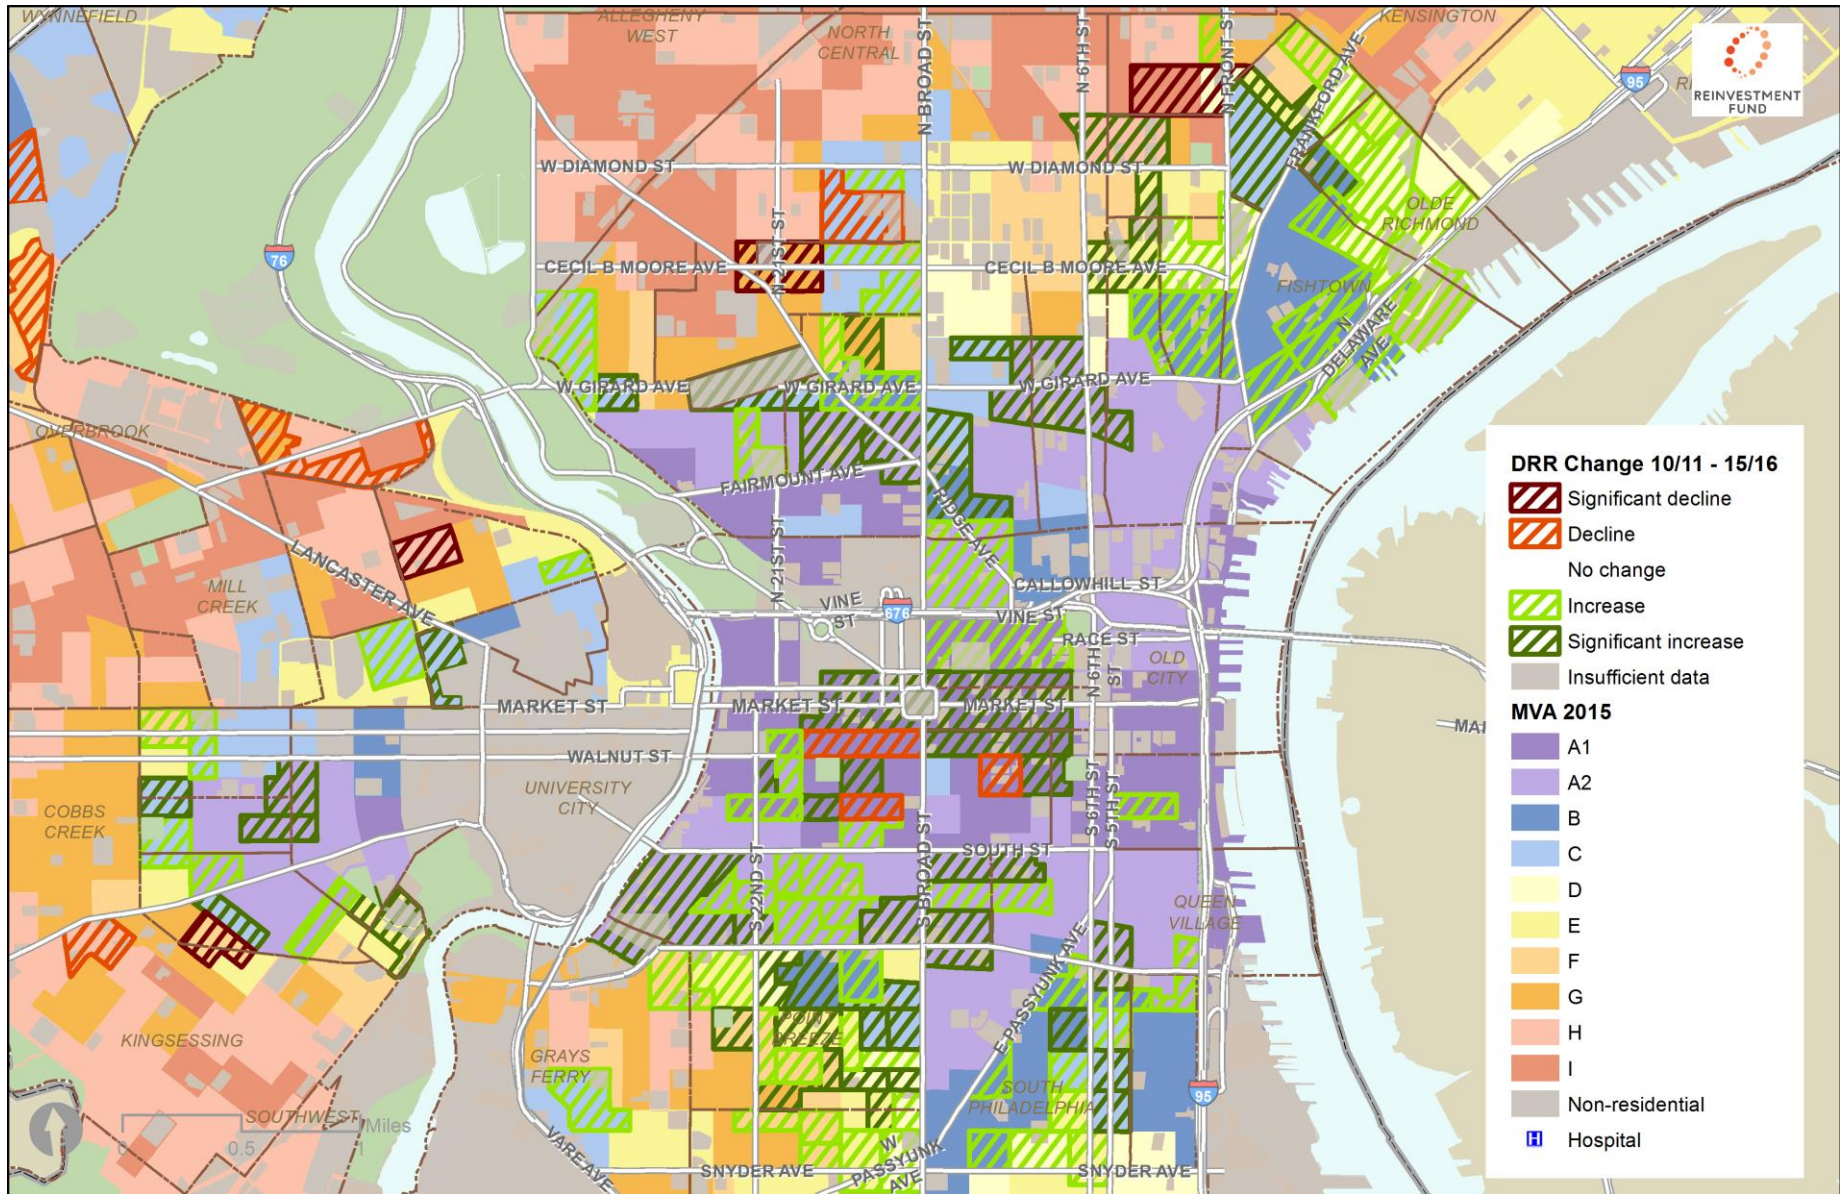 WYNNEFIELD
ALLEGHENY
WEST
NORTH
CENTRAL
N BROAD ST
N 6TH ST
N FRONT ST
KENSINGTON
FRANKFORD AVE
95
REINVESTMENT
FUND
W DIAMOND ST
W DIAMOND ST
N 21ST ST
OLDE
RICHMOND
76
CECIL B MOORE AVE
CECIL B MOORE AVE
FISHTOWN
N
DELAWARE
AVE
W GIRARD AVE
W GIRARD AVE
W GIRARD AVE
OVERBROOK
FAIRMOUNT AVE
RIDGE AVE
LANCASTER AVE
N 21ST ST
MILL
CREEK
CALLOWHILL ST
VINE
ST
676
VINE ST
RACE ST
N 6TH
ST
OLD
CITY
MARKET ST
MARKET ST
MARKET ST
WALNUT ST
UNIVERSITY
CITY
COBBS
CREEK
S 6TH ST
S 5TH ST
SOUTH ST
S 22ND ST
S BROAD ST
QUEEN
VILLAGE
E PASSYUNK AVE
POINT
BREEZE
KINGSESSING
GRAYS
FERRY
SOUTH
PHILADELPHIA
95
SOUTHWEST
Miles
0
0.5
1
VARE AVE
SNYDER AVE
W
PASSYUNK
AVE
SNYDER AVE
DRR Change 10/11 - 15/16
Significant decline
Decline
No change
Increase
Significant increase
Insufficient data
MVA 2015
A1
A2
B
C
D
E
F
G
H
I
Non-residential
H Hospital